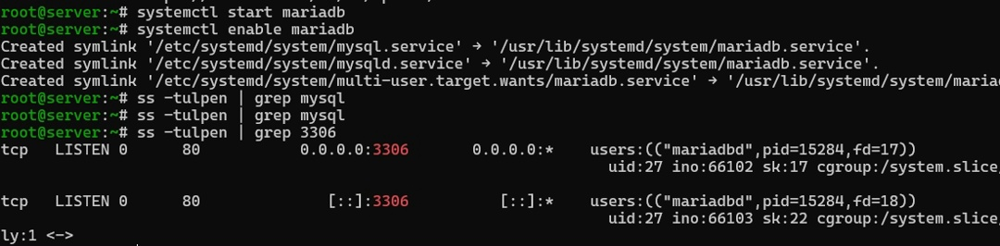 root@server:~# systemctl start mariadb
root@server:~# systemctl enable mariadb
Created symlink '/etc/systemd/system/mysql.service' → '/usr/lib/systemd/system/mariadb.service'.
Created symlink '/etc/systemd/system/mysqld.service' → '/usr/lib/systemd/system/mariadb.service'.
Created symlink '/etc/systemd/system/multi-user.target.wants/mariadb.service' → '/usr/lib/systemd/system/maria
root@server:~# ss -tulpen | grep mysql
root@server:~# ss -tulpen | grep mysql
root@server:~# ss -tulpen | grep 3306
tcp LISTEN 0 80 0.0.0.0:3306 0.0.0.0:* users:(("mariadbd",pid=15284,fd=17))
uid:27 ino:66102 sk:17 cgroup:/system.slice/
tcp LISTEN 0 80 [::]:3306 [::]:* users:(("mariadbd",pid=15284,fd=18))
uid:27 ino:66103 sk:22 cgroup:/system.slice/
ly:1 <->